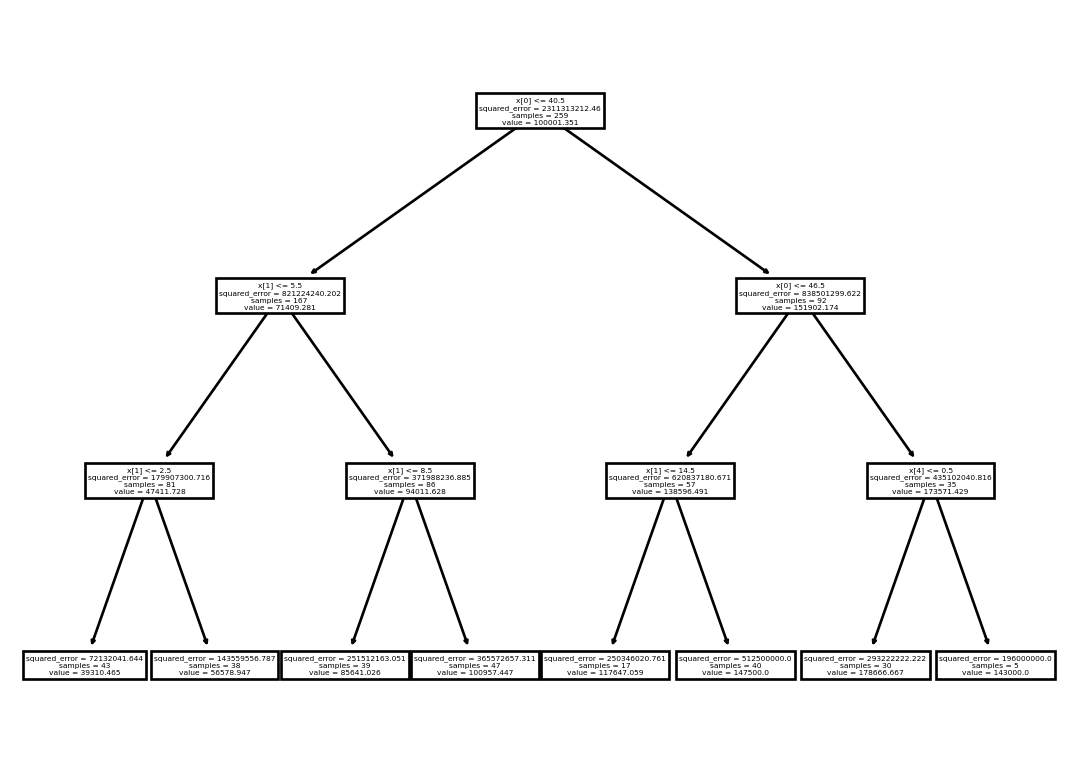 x[0] <= 40.5
squared_error = 2311313212.46
samples = 259
value = 100001.351
x[1] <= 5.5
squared_error = 821224240.202
samples = 167
value = 71409.281
x[0] <= 46.5
squared_error = 838501299.622
samples = 92
value = 151902.174
x[1] <= 2.5
squared_error = 179907300.716
samples = 81
value = 47411.728
x[1] <= 8.5
squared_error = 371988236.885
samples = 86
value = 94011.628
x[1] <= 14.5
squared_error = 620837180.671
samples = 57
value = 138596.491
x[4] <= 0.5
squared_error = 435102040.816
samples = 35
value = 173571.429
squared_error = 72132041.644
samples = 43
value = 39310.465
squared_error = 143559556.787
samples = 38
value = 56578.947
squared_error = 251512163.051
samples = 39
value = 85641.026
squared_error = 365572657.311
samples = 47
value = 100957.447
squared_error = 250346020.761
samples = 17
value = 117647.059
squared_error = 512500000.0
samples = 40
value = 147500.0
squared_error = 293222222.222
samples = 30
value = 178666.667
squared_error = 196000000.0
samples = 5
value = 143000.0